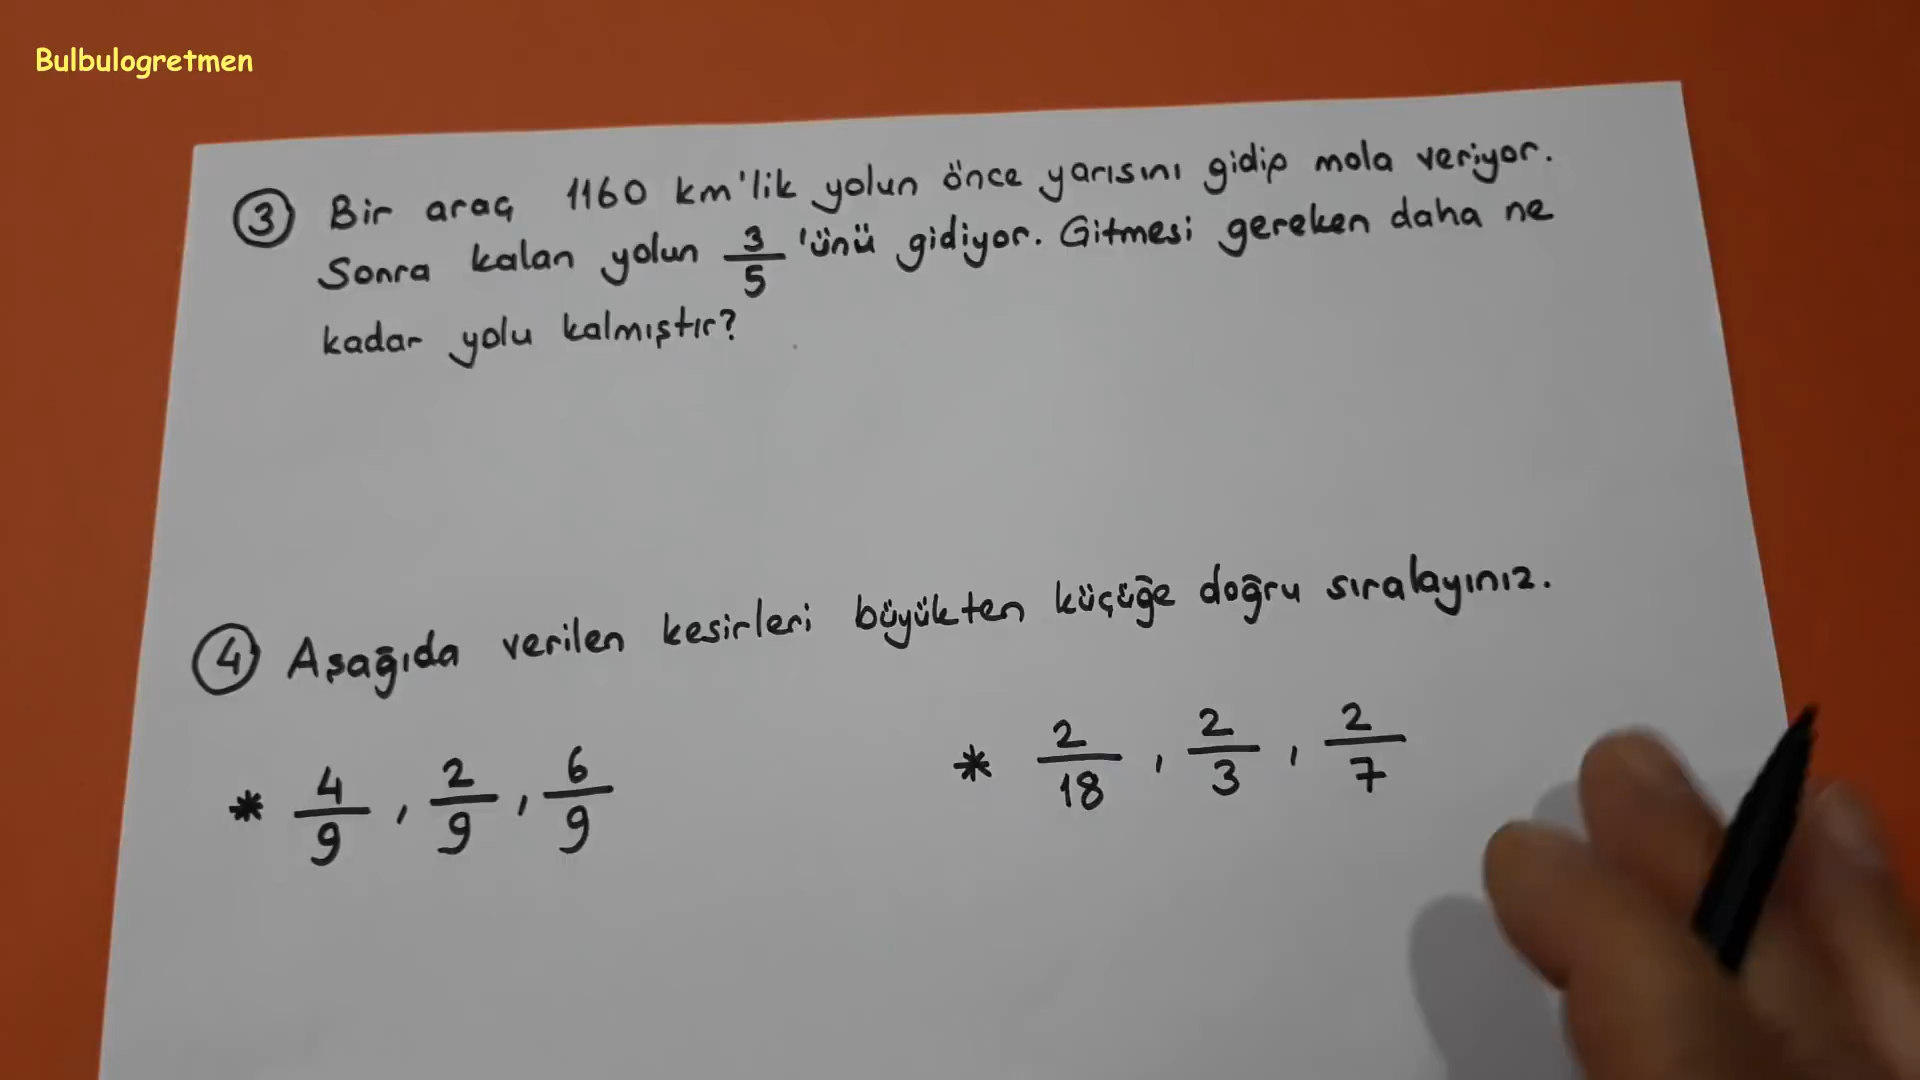 Bulbulogretmen
3 Bir araç 1160 km'lik yolun önce yarısını gidip mola veriyor.
Sonra kalan yolun 3/5 'ünü gidiyor. Gitmesi gereken daha ne
kadar yolu kalmıştır?
4 Aşağıda verilen kesirleri büyükten küçüğe doğru sıralayınız.
* 4/9 , 2/9 , 6/9
* 2/18 , 2/3 , 2/7